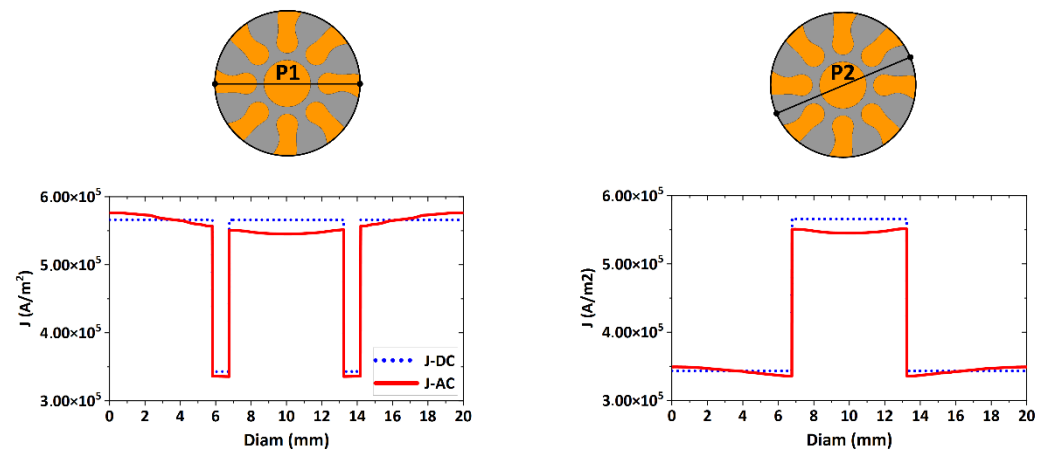 P1
P2
6.00×10⁵
5.00×10⁵
4.00×10⁵
3.00×10⁵
J (A/m²)
J-DC
J-AC
0 2 4 6 8 10 12 14 16 18 20
Diam (mm)
6.00×10⁵
5.00×10⁵
4.00×10⁵
3.00×10⁵
J (A/m2)
0 2 4 6 8 10 12 14 16 18 20
Diam (mm)